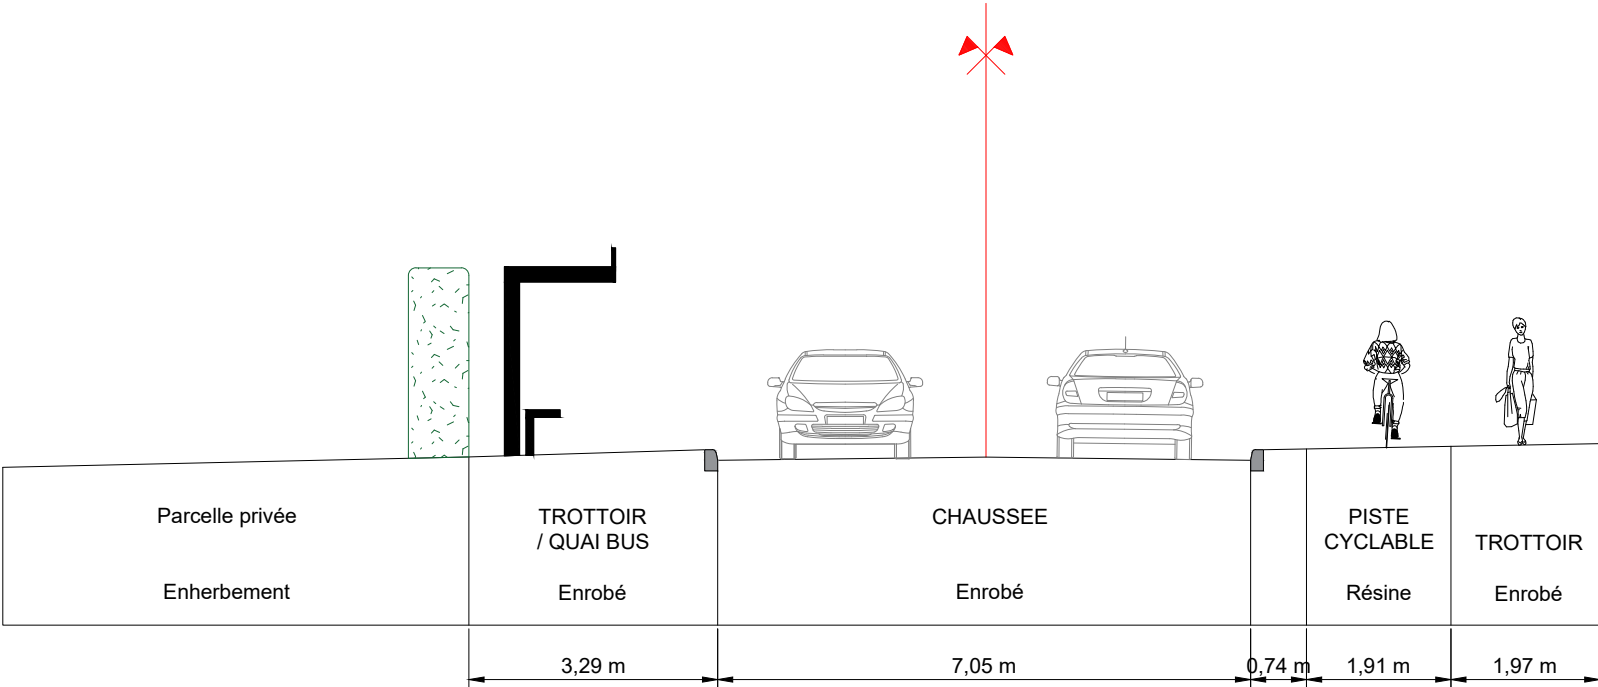 Parcelle privée
Enherbement
TROTTOIR
/ QUAI BUS
Enrobé
CHAUSSEE
Enrobé
PISTE
CYCLABLE
Résine
TROTTOIR
Enrobé
3,29 m
7,05 m
0,74 m
1,91 m
1,97 m